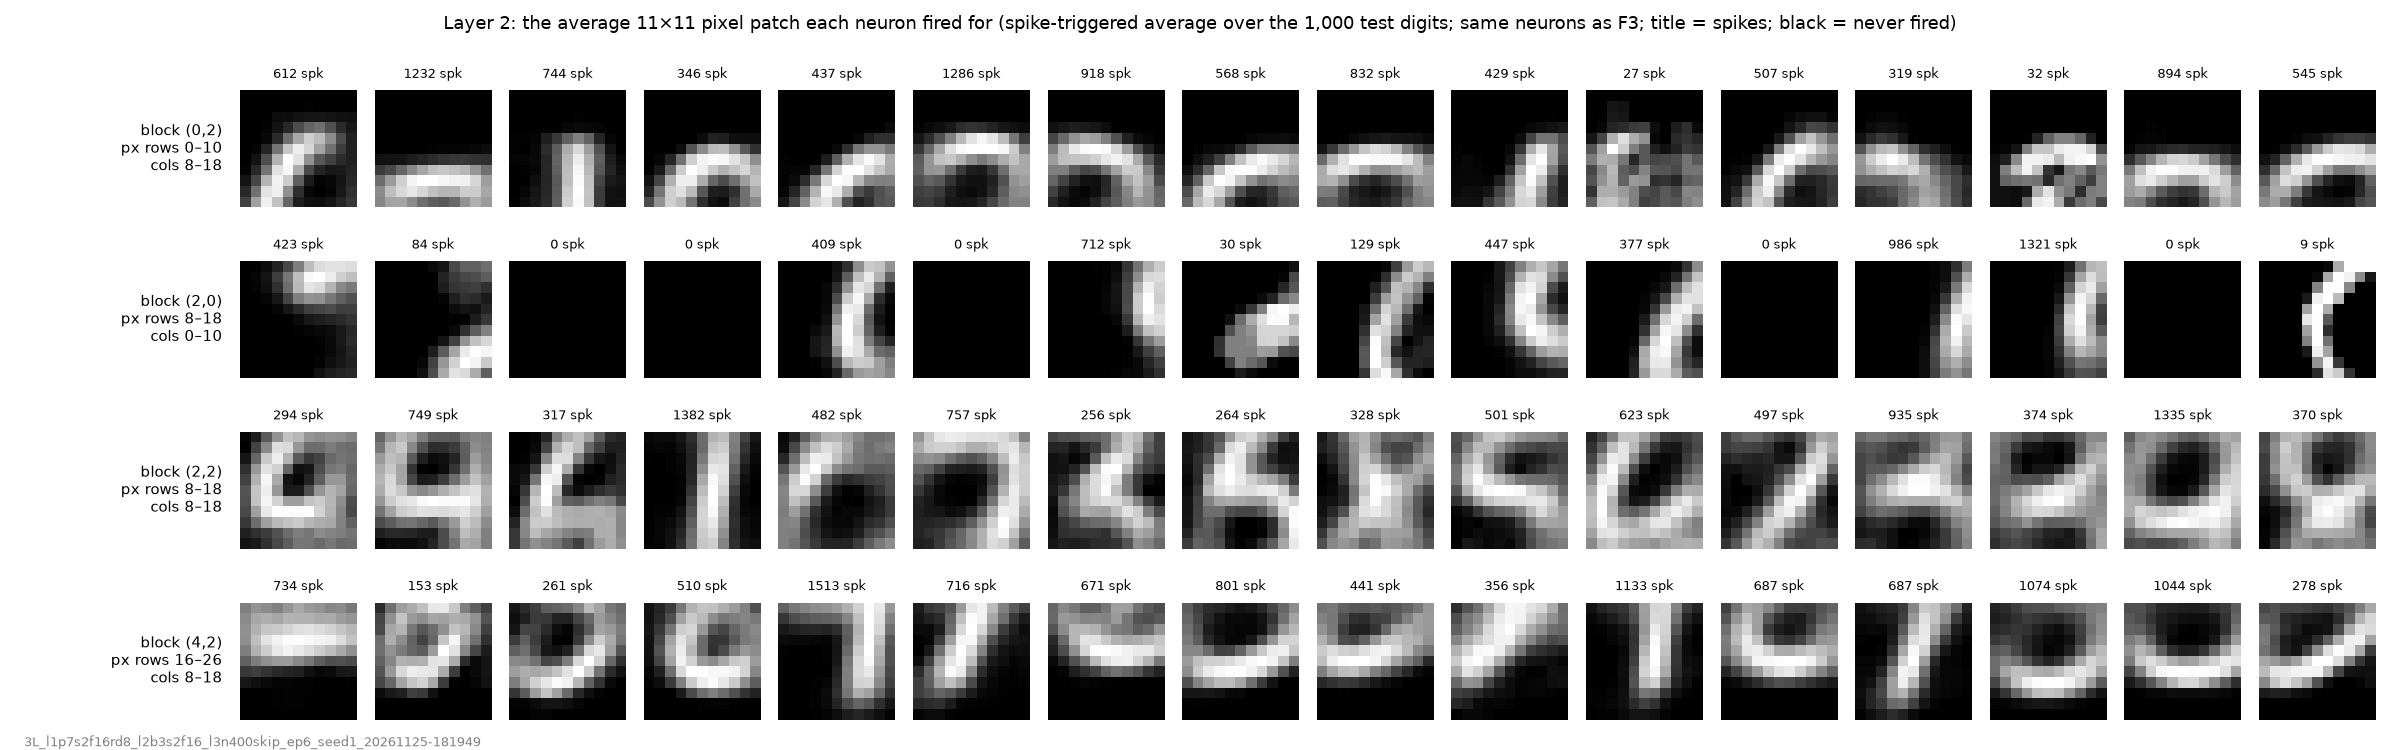 Layer 2: the average 11×11 pixel patch each neuron fired for (spike-triggered average over the 1,000 test digits; same neurons as F3; title = spikes; black = never fired)
612 spk 1232 spk 744 spk 346 spk 437 spk 1286 spk 918 spk 568 spk 832 spk 429 spk 27 spk 507 spk 319 spk 32 spk 894 spk 545 spk
block (0,2)
px rows 0–10
cols 8–18
423 spk 84 spk 0 spk 0 spk 409 spk 0 spk 712 spk 30 spk 129 spk 447 spk 377 spk 0 spk 986 spk 1321 spk 0 spk 9 spk
block (2,0)
px rows 8–18
cols 0–10
294 spk 749 spk 317 spk 1382 spk 482 spk 757 spk 256 spk 264 spk 328 spk 501 spk 623 spk 497 spk 935 spk 374 spk 1335 spk 370 spk
block (2,2)
px rows 8–18
cols 8–18
734 spk 153 spk 261 spk 510 spk 1513 spk 716 spk 671 spk 801 spk 441 spk 356 spk 1133 spk 687 spk 687 spk 1074 spk 1044 spk 278 spk
block (4,2)
px rows 16–26
cols 8–18
3L_l1p7s2f16rd8_l2b3s2f16_l3n400skip_ep6_seed1_20261125-181949